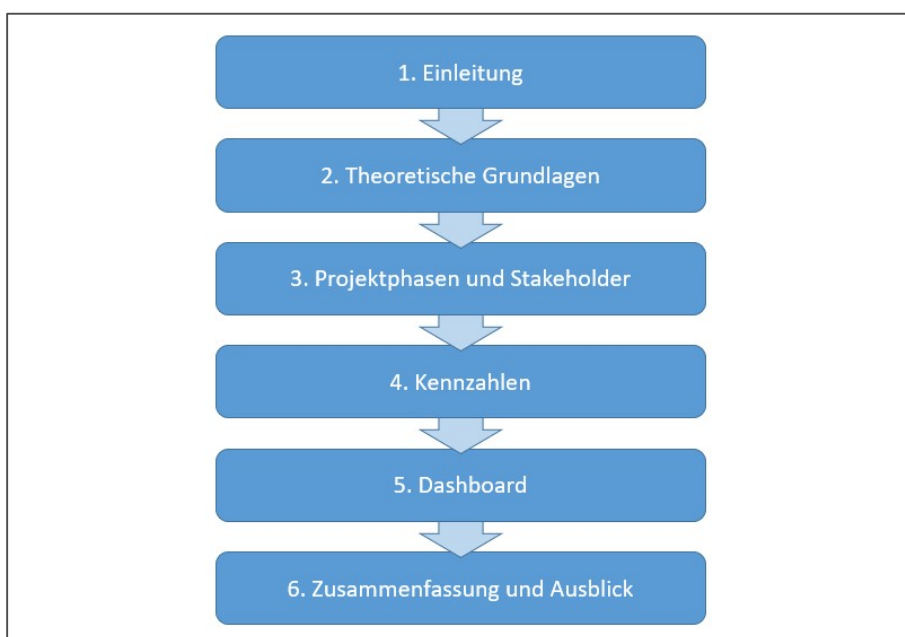 1. Einleitung
2. Theoretische Grundlagen
3. Projektphasen und Stakeholder
4. Kennzahlen
5. Dashboard
6. Zusammenfassung und Ausblick